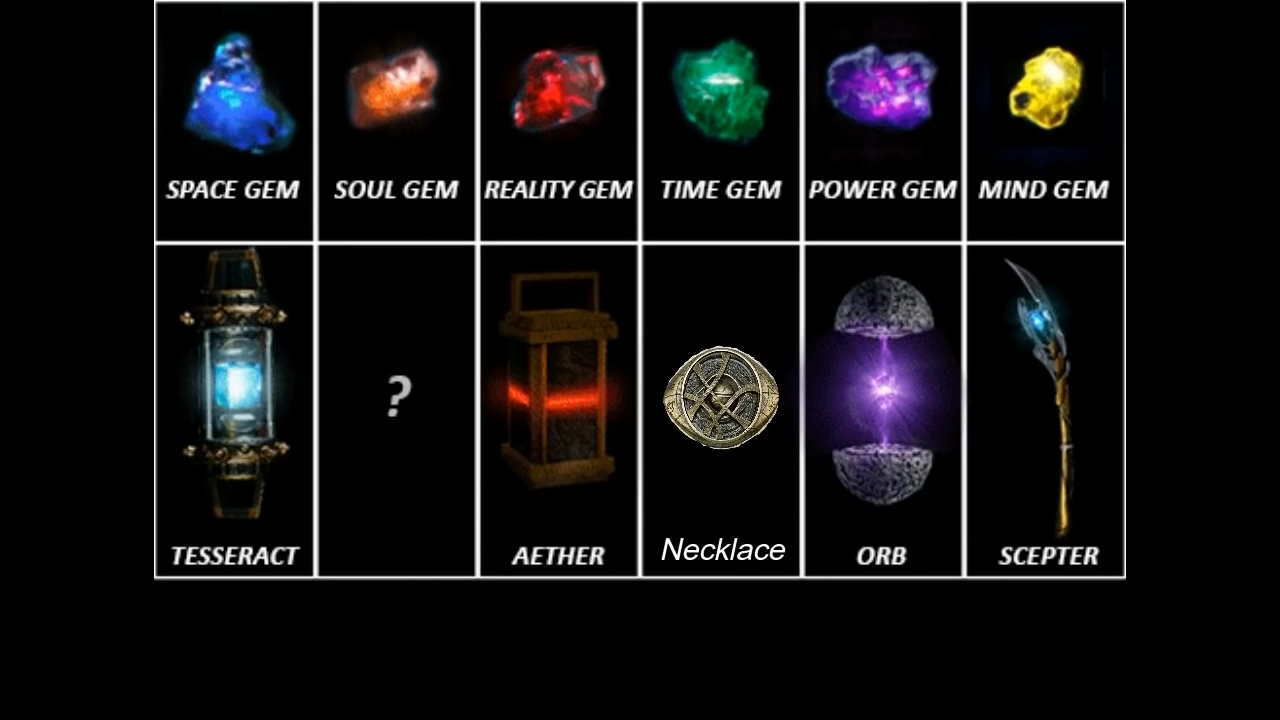 SPACE GEM
SOUL GEM
REALITY GEM
TIME GEM
POWER GEM
MIND GEM
?
TESSERACT
AETHER
Necklace
ORB
SCEPTER